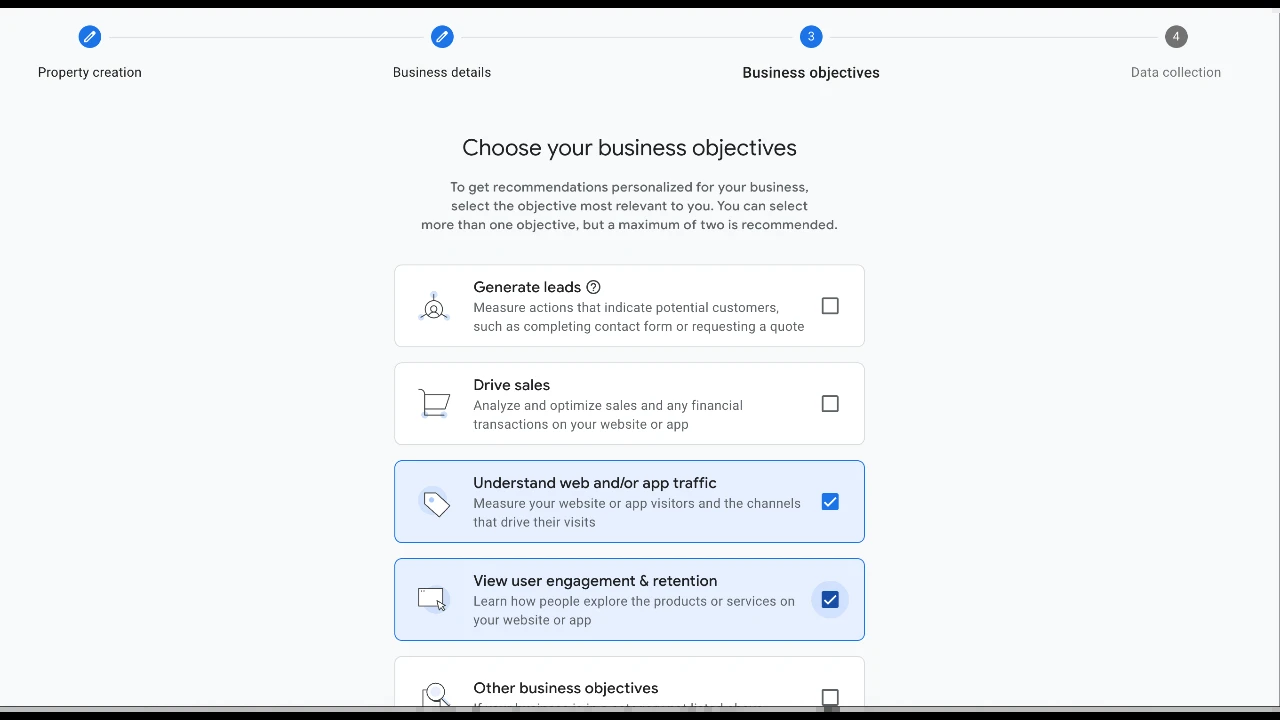 3
4
Property creation
Business details
Business objectives
Data collection
Choose your business objectives
To get recommendations personalized for your business,
select the objective most relevant to you. You can select
more than one objective, but a maximum of two is recommended.
Generate leads
Measure actions that indicate potential customers,
such as completing contact form or requesting a quote
Drive sales
Analyze and optimize sales and any financial
transactions on your website or app
Understand web and/or app traffic
Measure your website or app visitors and the channels
that drive their visits
View user engagement & retention
Learn how people explore the products or services on
your website or app
Other business objectives